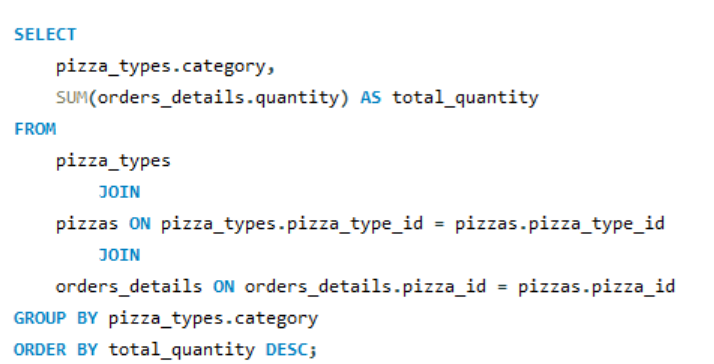 SELECT
pizza_types.category,
SUM(orders_details.quantity) AS total_quantity
FROM
pizza_types
JOIN
pizzas ON pizza_types.pizza_type_id = pizzas.pizza_type_id
JOIN
orders_details ON orders_details.pizza_id = pizzas.pizza_id
GROUP BY pizza_types.category
ORDER BY total_quantity DESC;